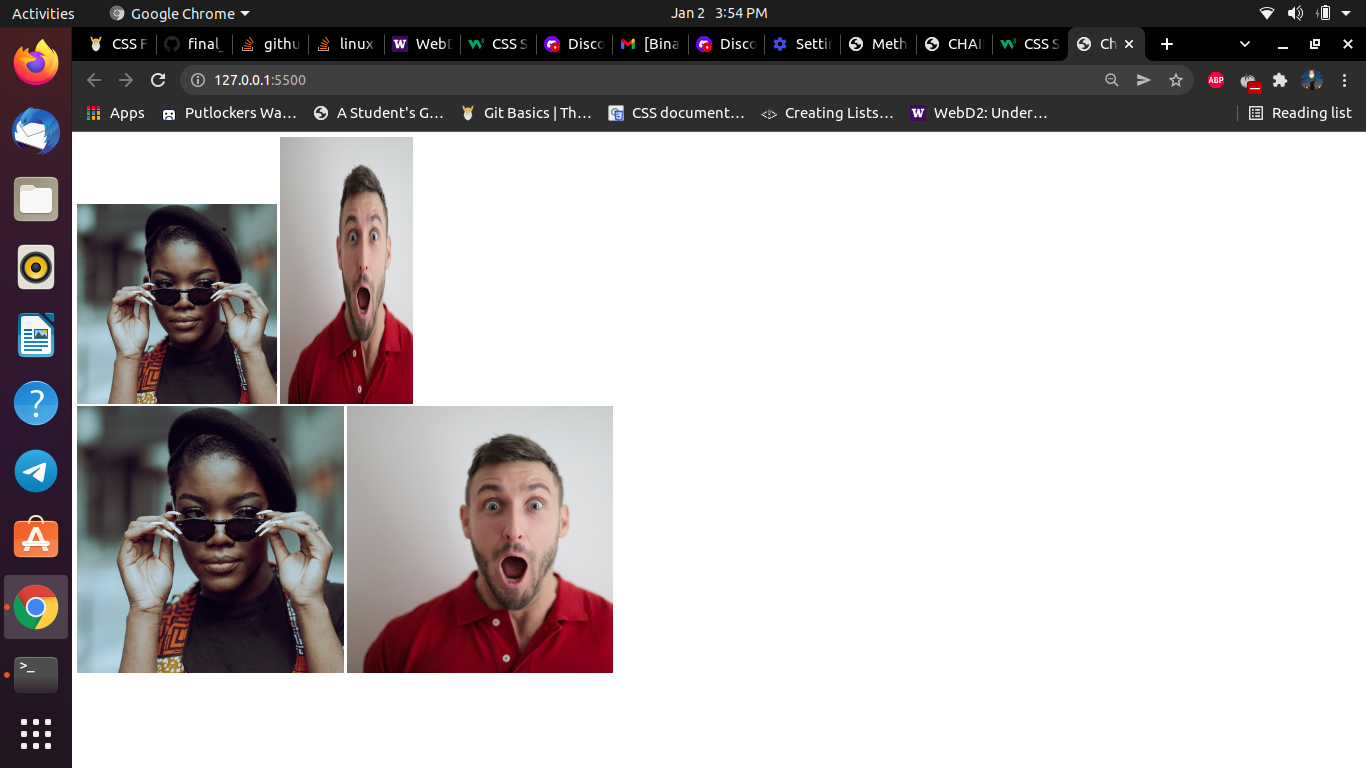 Activities Google Chrome Jan 2 3:54 PM
CSS F final_ githu linux WebD CSS S Disco [Bina Disco Settin Meth CHAI CSS S Ch
127.0.0.1:5500 ABP
Apps Putlockers Wa... A Student's G... Git Basics | Th... CSS document... Creating Lists... WebD2: Under... Reading list